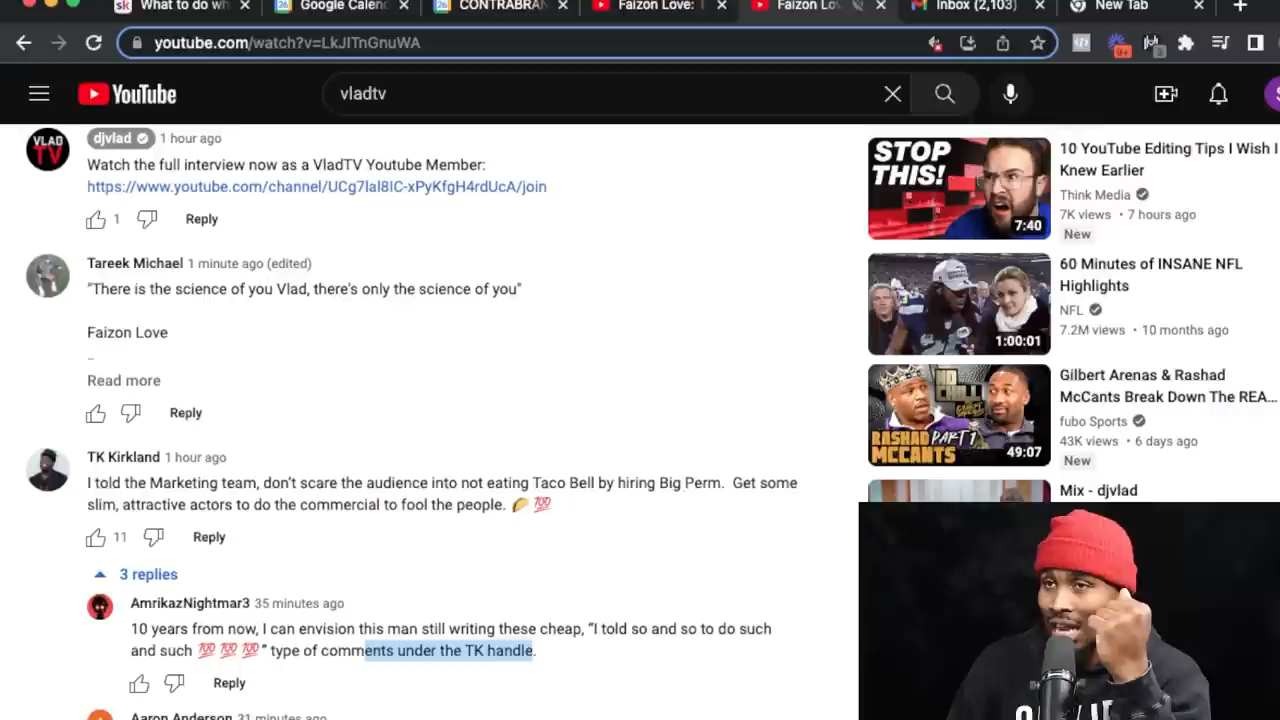 What to do wh
Google Calen
CONTRABRAN
Faizon Love: T
Faizon Lov
Inbox (2,103)
New Tab
youtube.com/watch?v=LkJITnGnuWA
YouTube
vladtv
VLAD
TV
djvlad 1 hour ago
Watch the full interview now as a VladTV Youtube Member:
https://www.youtube.com/channel/UCg7lal8IC-xPyKfgH4rdUcA/join
1 Reply
Tareek Michael 1 minute ago (edited)
"There is the science of you Vlad, there's only the science of you"
Faizon Love
..
Read more
Reply
TK Kirkland 1 hour ago
I told the Marketing team, don't scare the audience into not eating Taco Bell by hiring Big Perm. Get some
slim, attractive actors to do the commercial to fool the people. 🌮 💯
11 Reply
3 replies
AmrikazNightmar3 35 minutes ago
10 years from now, I can envision this man still writing these cheap, "I told so and so to do such
and such 💯 💯 💯" type of comments under the TK handle.
Reply
Aaron Anderson 31 minutes ago
STOP
THIS!
7:40
10 YouTube Editing Tips I Wish I
Knew Earlier
Think Media
7K views • 7 hours ago
New
1:00:01
60 Minutes of INSANE NFL
Highlights
NFL
7.2M views • 10 months ago
NO
CHILL
RASHAD PART 1
MCCANTS
49:07
Gilbert Arenas & Rashad
McCants Break Down The REA...
fubo Sports
43K views • 6 days ago
New
Mix - djvlad